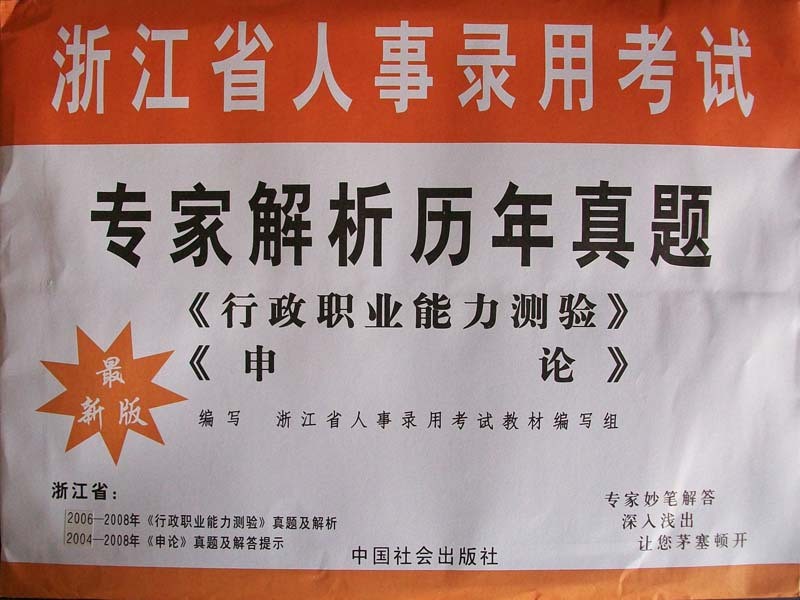 浙江省人事录用考试
专家解析历年真题
《行政职业能力测验》
《申 论》
最
新版
编写 浙江省人事录用考试教材编写组
浙江省：
2006—2008年《行政职业能力测验》真题及解析
2004—2008年《申论》真题及解答提示
专家妙笔解答
深入浅出
让您茅塞顿开
中国社会出版社